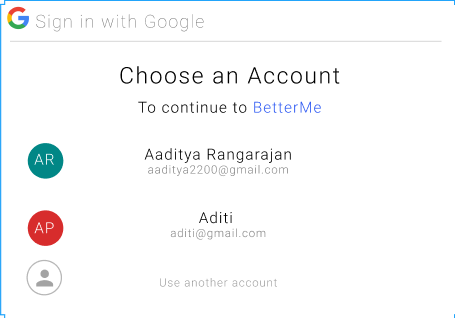 Sign in with Google
Choose an Account
To continue to BetterMe
AR
Aaditya Rangarajan
aaditya2200@gmail.com
AP
Aditi
aditi@gmail.com
Use another account